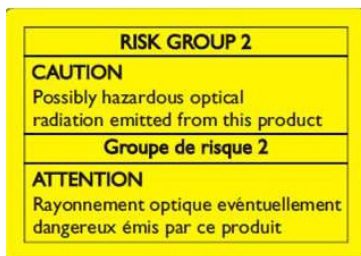 RISK GROUP 2
CAUTION
Possibly hazardous optical
radiation emitted from this product
Groupe de risque 2
ATTENTION
Rayonnement optique evéntuellement
dangereux émis par ce produit